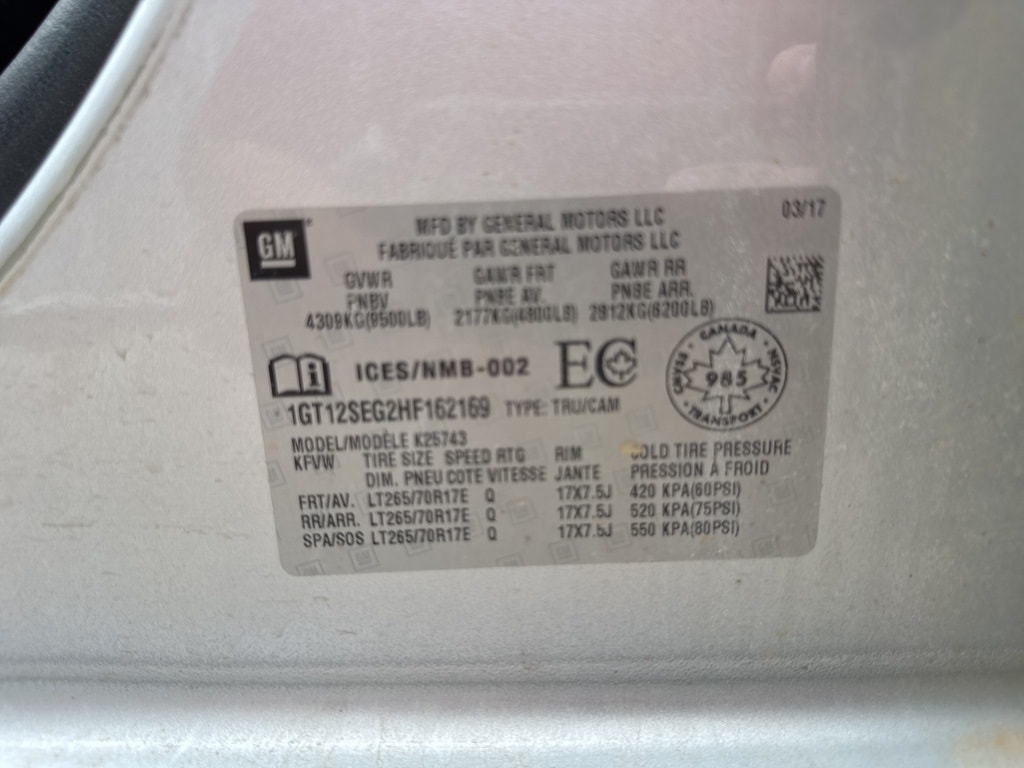 GM
MFD BY GENERAL MOTORS LLC
03/17
FABRIQUÉ PAR GENERAL MOTORS LLC
GVWR GAWR FRT GAWR RR
PNBV PNBE AV. PNBE ARR.
4309KG(9500LB) 2177KG(4800LB) 2812KG(6200LB)
ICES/NMB-002 EC
CANADA
NSVAC
985
TRANSPORT
CMVSS
1GT12SEG2HF162169 TYPE: TRU/CAM
MODEL/MODÈLE K25743
KFVW TIRE SIZE SPEED RTG RIM COLD TIRE PRESSURE
DIM. PNEU COTE VITESSE JANTE PRESSION À FROID
FRT/AV. LT265/70R17E Q 17X7.5J 420 KPA(60PSI)
RR/ARR. LT265/70R17E Q 17X7.5J 520 KPA(75PSI)
SPA/SOS LT265/70R17E Q 17X7.5J 550 KPA(80PSI)